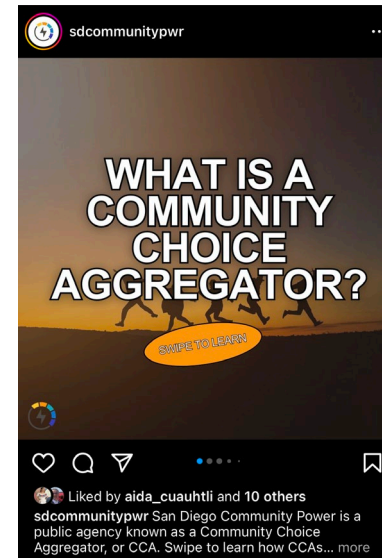 sdcommunitypwr
WHAT IS A
COMMUNITY
CHOICE
AGGREGATOR?
SWIPE TO LEARN
Liked by aida_cuauhtli and 10 others
sdcommunitypwr San Diego Community Power is a
public agency known as a Community Choice
Aggregator, or CCA. Swipe to learn how CCAs... more